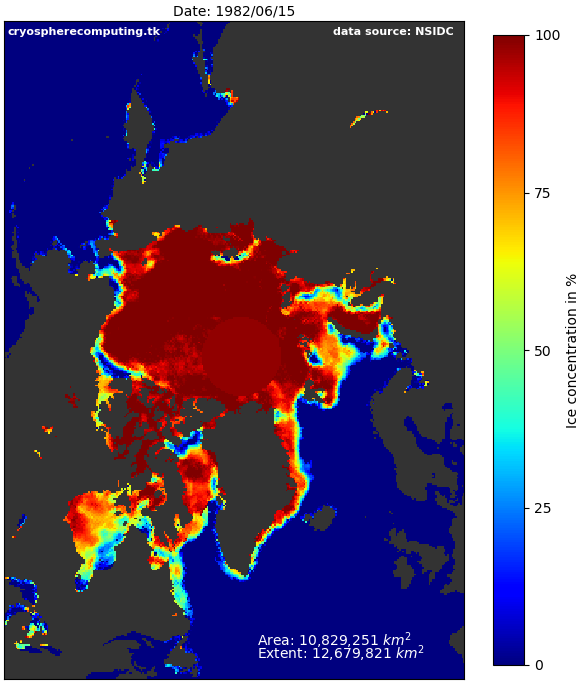 Date: 1982/06/15
cryospherecomputing.tk
data source: NSIDC
100
75
50
25
0
Ice concentration in %
Area: 10,829,251 km²
Extent: 12,679,821 km²